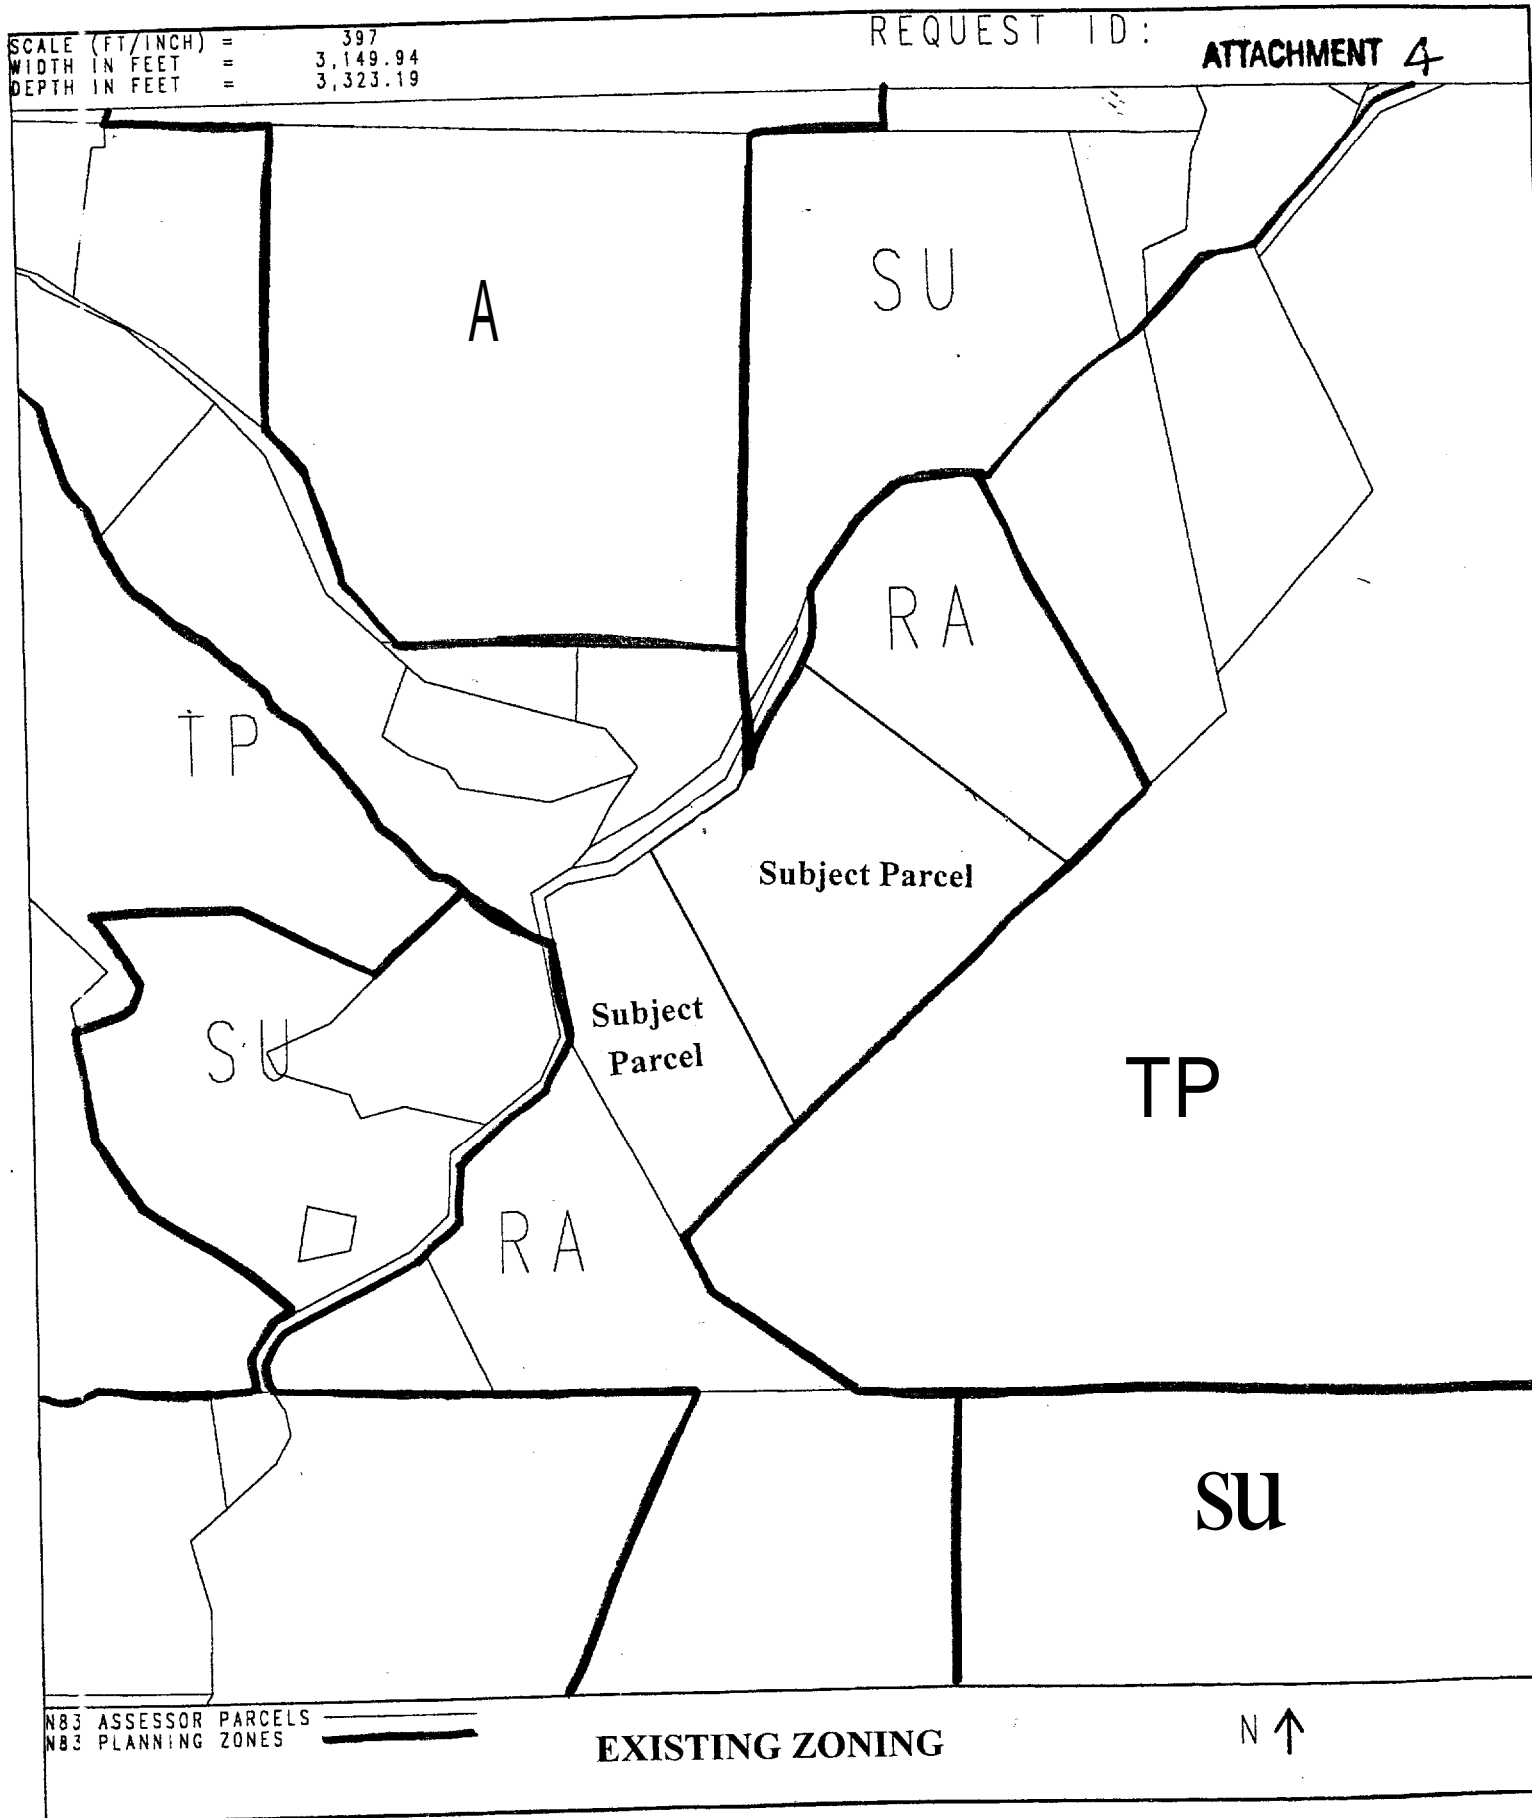 REQUEST ID:
ATTACHMENT 4
SCALE (FT/INCH) = 397
WIDTH IN FEET = 3,149.94
DEPTH IN FEET = 3,323.19
A
SU
RA
TP
Subject Parcel
Subject
Parcel
SU
TP
RA
SU
N83 ASSESSOR PARCELS
N83 PLANNING ZONES
EXISTING ZONING
N